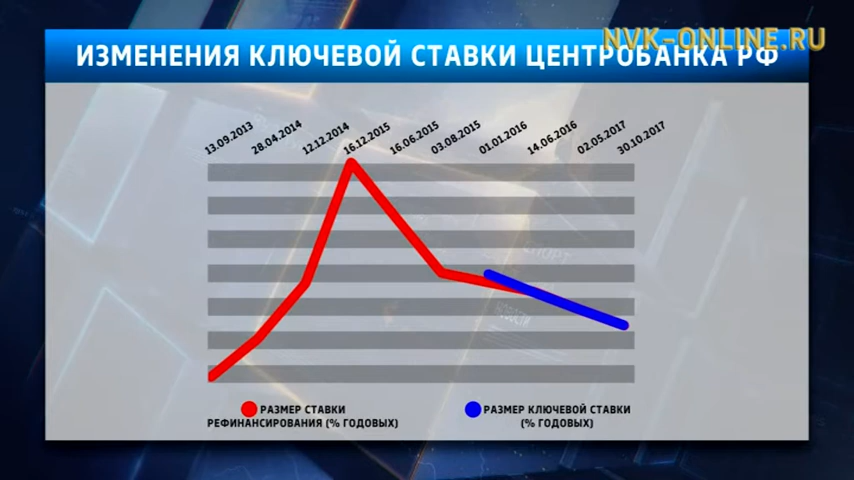 NVK-ONLINE.RU
ИЗМЕНЕНИЯ КЛЮЧЕВОЙ СТАВКИ ЦЕНТРОБАНКА РФ
13.09.2013
28.04.2014
12.12.2014
16.12.2015
16.06.2015
03.08.2015
01.01.2016
14.06.2016
02.05.2017
30.10.2017
НОВОСТИ
РАЗМЕР СТАВКИ
РЕФИНАНСИРОВАНИЯ (% ГОДОВЫХ)
РАЗМЕР КЛЮЧЕВОЙ СТАВКИ
(% ГОДОВЫХ)